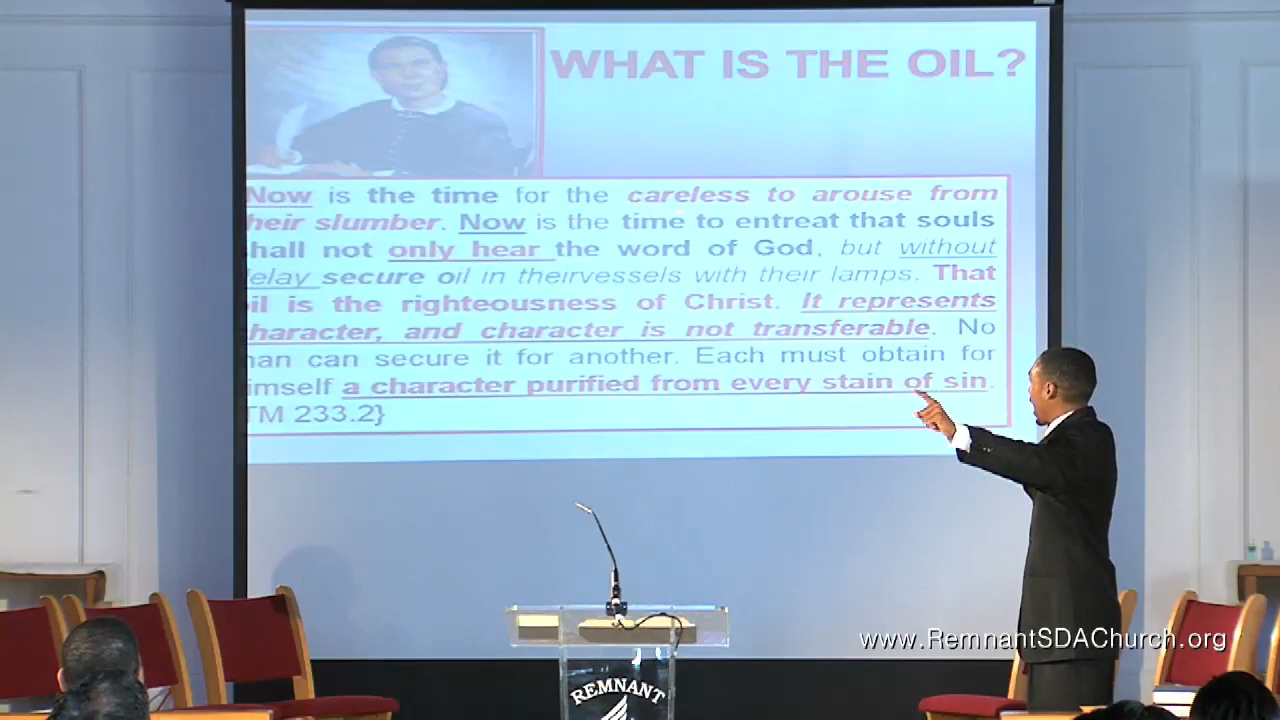 WHAT IS THE OIL?
Now is the time for the careless to arouse from
heir slumber. Now is the time to entreat that souls
hall not only hear the word of God, but without
elay secure oil in theirvessels with their lamps. That
il is the righteousness of Christ. It represents
haracter, and character is not transferable. No
an can secure it for another. Each must obtain for
imself a character purified from every stain of sin.
TM 233.2}
www.RemnantSDAChurch.org
REMNANT